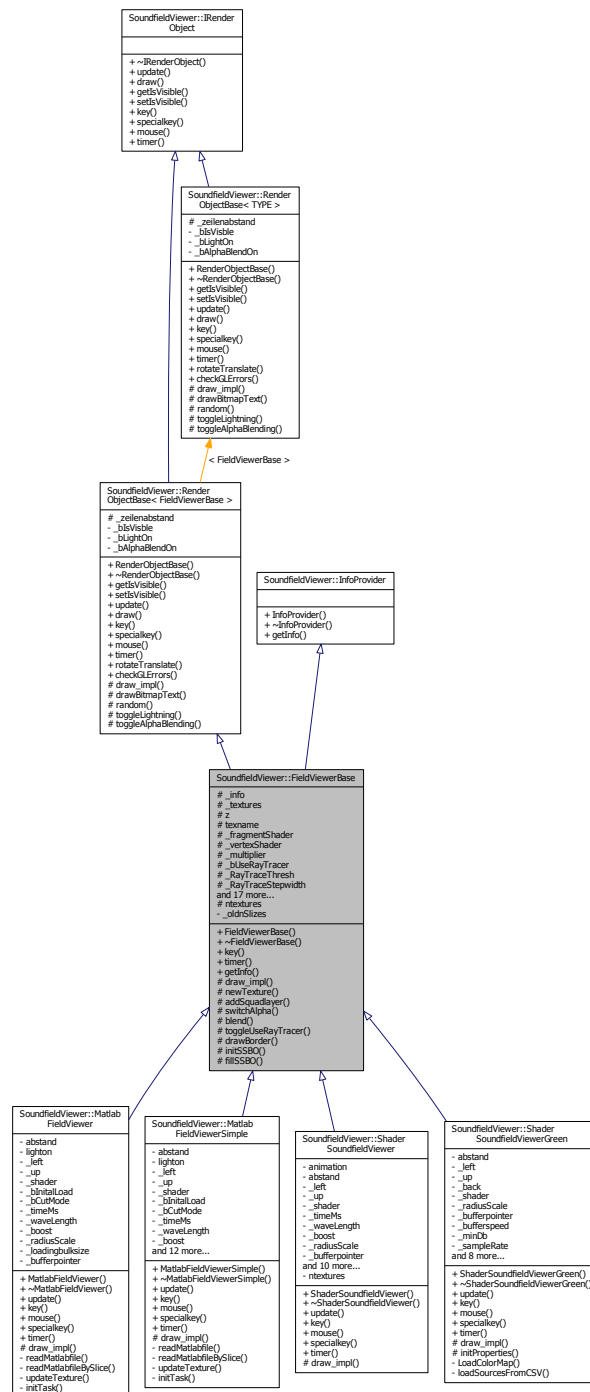 SoundfieldViewer::IRender
Object
+ ~IRenderObject()
+ update()
+ draw()
+ getIsVisible()
+ setIsVisible()
+ key()
+ specialkey()
+ mouse()
+ timer()
SoundfieldViewer::Render
ObjectBase< TYPE >
# _zeilenabstand
- _bIsVisble
- _bLightOn
- _bAlphaBlendOn
+ RenderObjectBase()
+ ~RenderObjectBase()
+ getIsVisible()
+ setIsVisible()
+ update()
+ draw()
+ key()
+ specialkey()
+ mouse()
+ timer()
+ rotateTranslate()
+ checkGLErrors()
# draw_impl()
# drawBitmapText()
# random()
# toggleLightning()
# toggleAlphaBlending()
< FieldViewerBase >
SoundfieldViewer::Render
ObjectBase< FieldViewerBase >
# _zeilenabstand
- _bIsVisble
- _bLightOn
- _bAlphaBlendOn
+ RenderObjectBase()
+ ~RenderObjectBase()
+ getIsVisible()
+ setIsVisible()
+ update()
+ draw()
+ key()
+ specialkey()
+ mouse()
+ timer()
+ rotateTranslate()
+ checkGLErrors()
# draw_impl()
# drawBitmapText()
# random()
# toggleLightning()
# toggleAlphaBlending()
SoundfieldViewer::InfoProvider
+ InfoProvider()
+ ~InfoProvider()
+ getInfo()
SoundfieldViewer::FieldViewerBase
# _info
# _textures
# z
# texname
# _fragmentShader
# _vertexShader
# _multiplier
# _bUseRayTracer
# _RayTraceThresh
# _RayTraceStepwidth
and 17 more...
# ntextures
- _oldnSlizes
+ FieldViewerBase()
+ ~FieldViewerBase()
+ key()
+ timer()
+ getInfo()
# draw_impl()
# newTexture()
# addSquadlayer()
# switchAlpha()
# blend()
# toggleUseRayTracer()
# drawBorder()
# initSSBO()
# fillSSBO()
SoundfieldViewer::Matlab
FieldViewer
- abstand
- lighton
- _left
- _up
- _shader
- _bInitalLoad
- _bCutMode
- _timeMs
- _waveLength
- _boost
- _radiusScale
- _loadingbulksize
- _bufferpointer
+ MatlabFieldViewer()
+ ~MatlabFieldViewer()
+ update()
+ key()
+ mouse()
+ specialkey()
+ timer()
# draw_impl()
- readMatlabfile()
- readMatlabfileBySlice()
- updateTexture()
- initTask()
SoundfieldViewer::Matlab
FieldViewerSimple
- abstand
- lighton
- _left
- _up
- _shader
- _bInitalLoad
- _bCutMode
- _timeMs
- _waveLength
- _boost
and 12 more...
+ MatlabFieldViewerSimple()
+ ~MatlabFieldViewerSimple()
+ update()
+ key()
+ mouse()
+ specialkey()
+ timer()
# draw_impl()
- readMatlabfile()
- readMatlabfileBySlice()
- updateTexture()
- initTask()
SoundfieldViewer::Shader
SoundfieldViewer
- animation
- abstand
- _left
- _up
- _shader
- _timeMs
- _waveLength
- _boost
- _radiusScale
- _bufferpointer
and 10 more...
- ntextures
+ ShaderSoundfieldViewer()
+ ~ShaderSoundfieldViewer()
+ update()
+ key()
+ mouse()
+ specialkey()
+ timer()
# draw_impl()
SoundfieldViewer::Shader
SoundfieldViewerGreen
- abstand
- _left
- _up
- _back
- _shader
- _radiusScale
- _bufferpointer
- _bufferspeed
- _minDb
- _sampleRate
and 8 more...
+ ShaderSoundfieldViewerGreen()
+ ~ShaderSoundfieldViewerGreen()
+ update()
+ key()
+ mouse()
+ specialkey()
+ timer()
# draw_impl()
# initProperties()
- LoadColorMap()
- loadSourcesFromCSV()